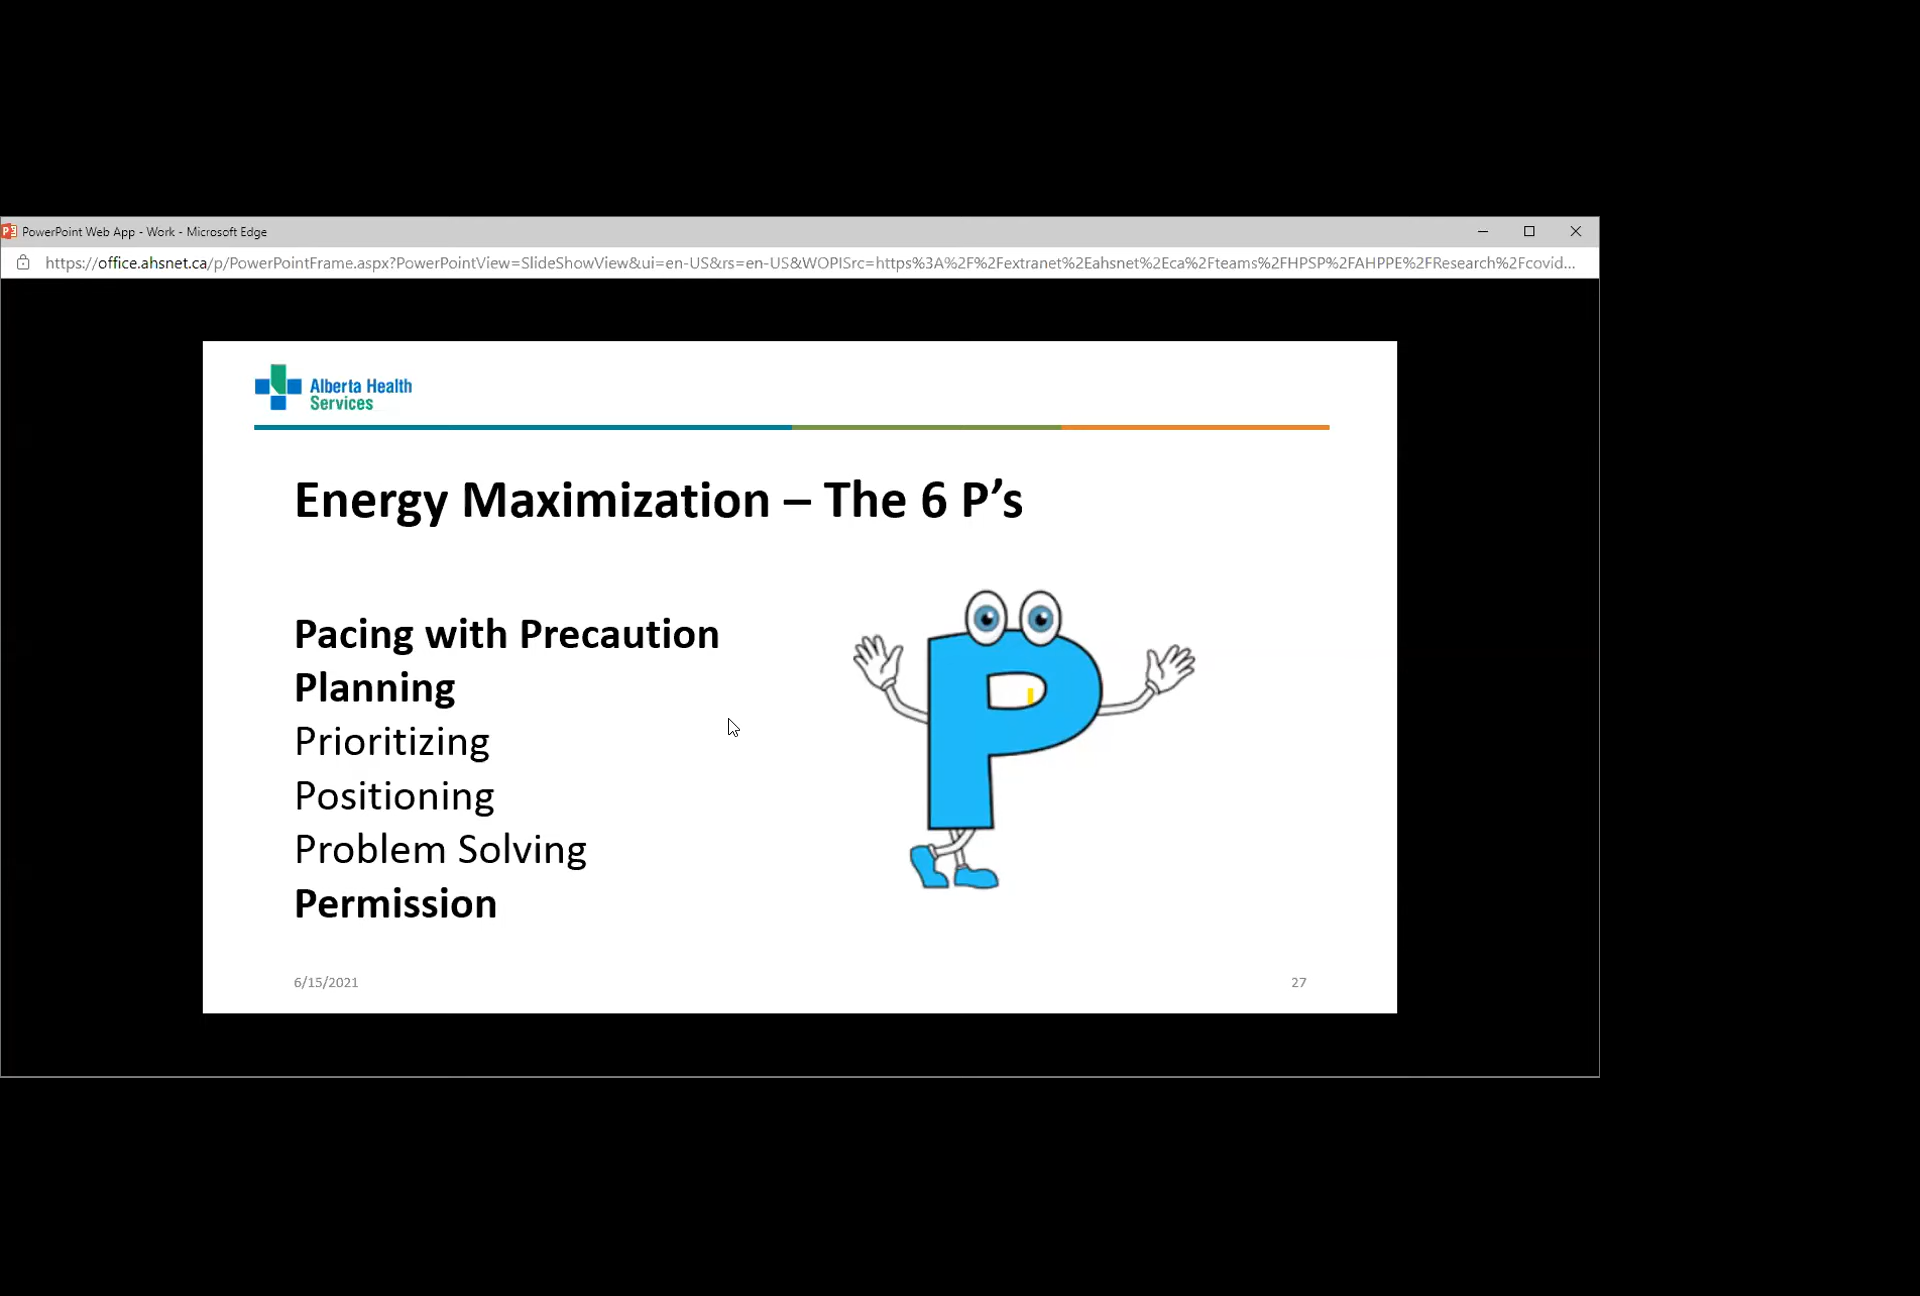 PowerPoint Web App - Work - Microsoft Edge
https://office.ahsnet.ca/p/PowerPointFrame.aspx?PowerPointView=SlideShowView&ui=en-US&rs=en-US&WOPISrc=https%3A%2F%2Fextranet%2Eahsnet%2Eca%2Fteams%2FHPSP%2FAHPPE%2FResearch%2Fcovid...
Alberta Health
Services
Energy Maximization – The 6 P’s
Pacing with Precaution
Planning
Prioritizing
Positioning
Problem Solving
Permission
P
6/15/2021
27